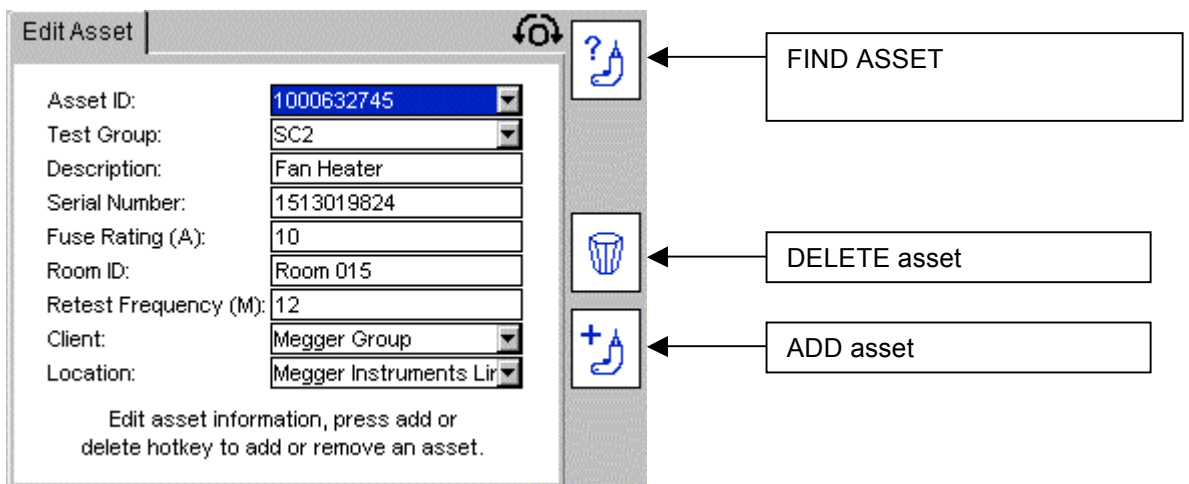 Edit Asset
?
FIND ASSET
Asset ID: 1000632745
Test Group: SC2
Description: Fan Heater
Serial Number: 1513019824
Fuse Rating (A): 10
Room ID: Room 015
DELETE asset
Retest Frequency (M): 12
Client: Megger Group
+
ADD asset
Location: Megger Instruments Lir
Edit asset information, press add or
delete hotkey to add or remove an asset.